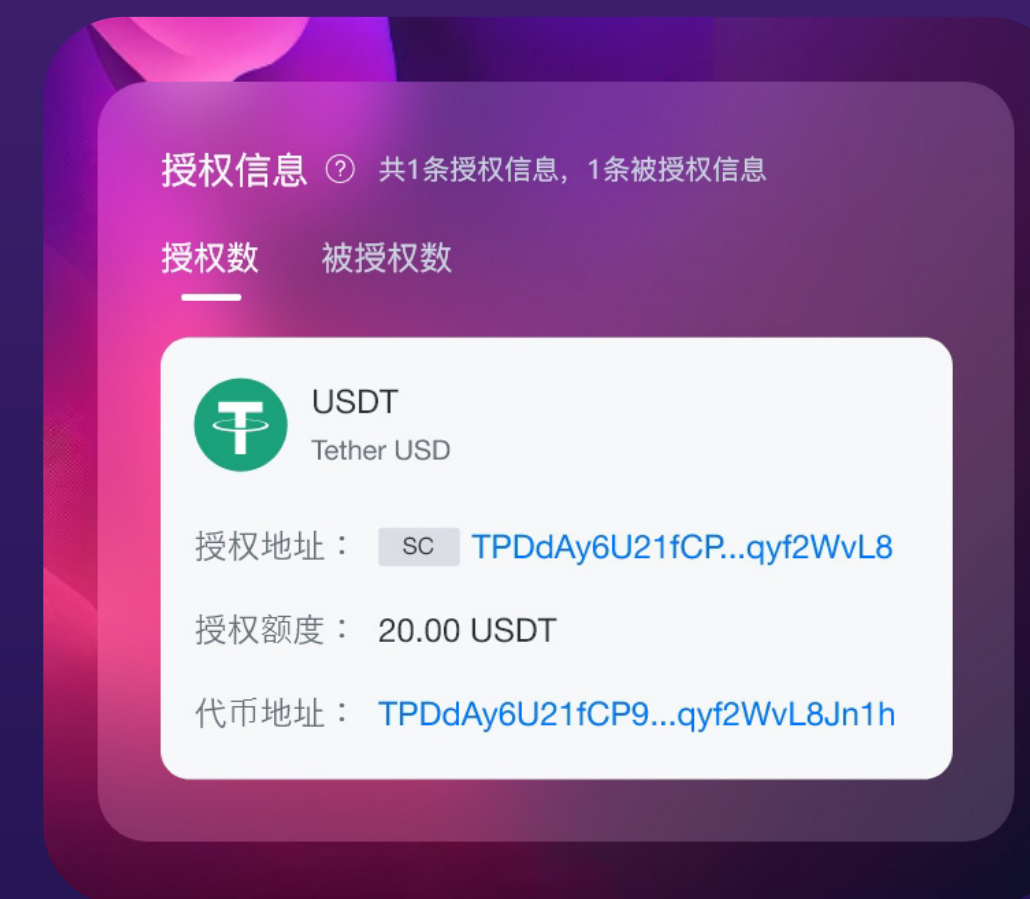 授权信息 ? 共1条授权信息，1条被授权信息
授权数 被授权数
USDT
Tether USD
授权地址： SC TPDdAy6U21fCP...qyf2WvL8
授权额度： 20.00 USDT
代币地址： TPDdAy6U21fCP9...qyf2WvL8Jn1h